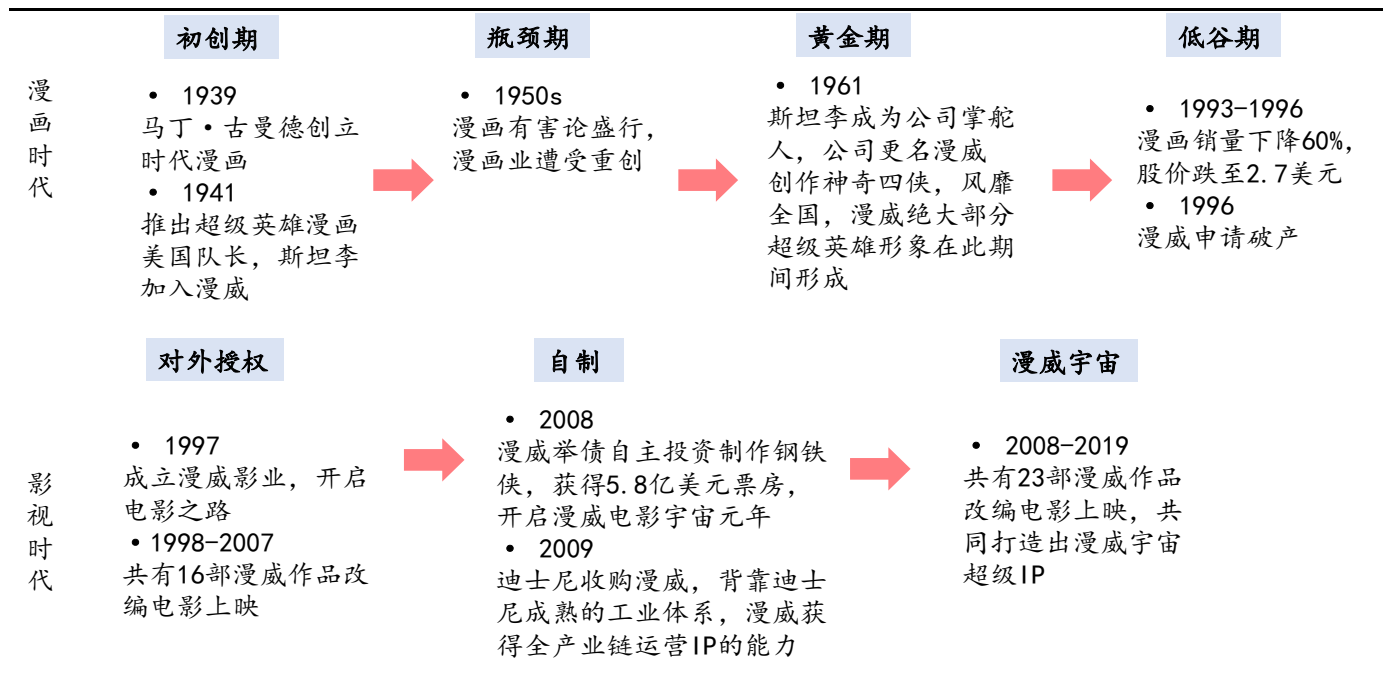 漫画时代
初创期
• 1939
马丁·古曼德创立
时代漫画
• 1941
推出超级英雄漫画
美国队长，斯坦李
加入漫威
瓶颈期
• 1950s
漫画有害论盛行，
漫画业遭受重创
黄金期
• 1961
斯坦李成为公司掌舵
人，公司更名漫威
创作神奇四侠，风靡
全国，漫威绝大部分
超级英雄形象在此期
间形成
低谷期
• 1993-1996
漫画销量下降60%，
股价跌至2.7美元
• 1996
漫威申请破产
影视时代
对外授权
• 1997
成立漫威影业，开启
电影之路
•1998-2007
共有16部漫威作品改
编电影上映
自制
• 2008
漫威举债自主投资制作钢铁
侠，获得5.8亿美元票房，
开启漫威电影宇宙元年
• 2009
迪士尼收购漫威，背靠迪士
尼成熟的工业体系，漫威获
得全产业链运营IP的能力
漫威宇宙
• 2008-2019
共有23部漫威作品
改编电影上映，共
同打造出漫威宇宙
超级IP